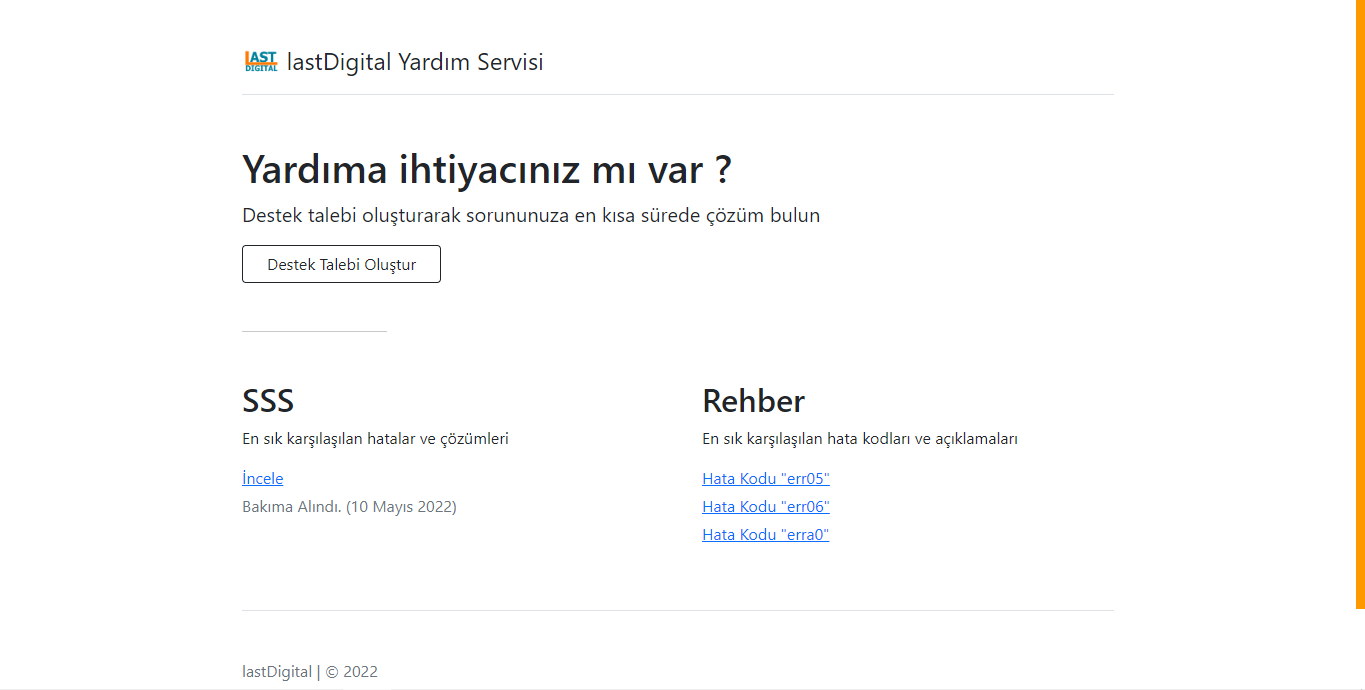 LAST
DIGITAL
lastDigital Yardım Servisi
Yardıma ihtiyacınız mı var ?
Destek talebi oluşturarak sorununuza en kısa sürede çözüm bulun
Destek Talebi Oluştur
SSS
En sık karşılaşılan hatalar ve çözümleri
İncele
Bakıma Alındı. (10 Mayıs 2022)
Rehber
En sık karşılaşılan hata kodları ve açıklamaları
Hata Kodu "err05"
Hata Kodu "err06"
Hata Kodu "erra0"
lastDigital | © 2022